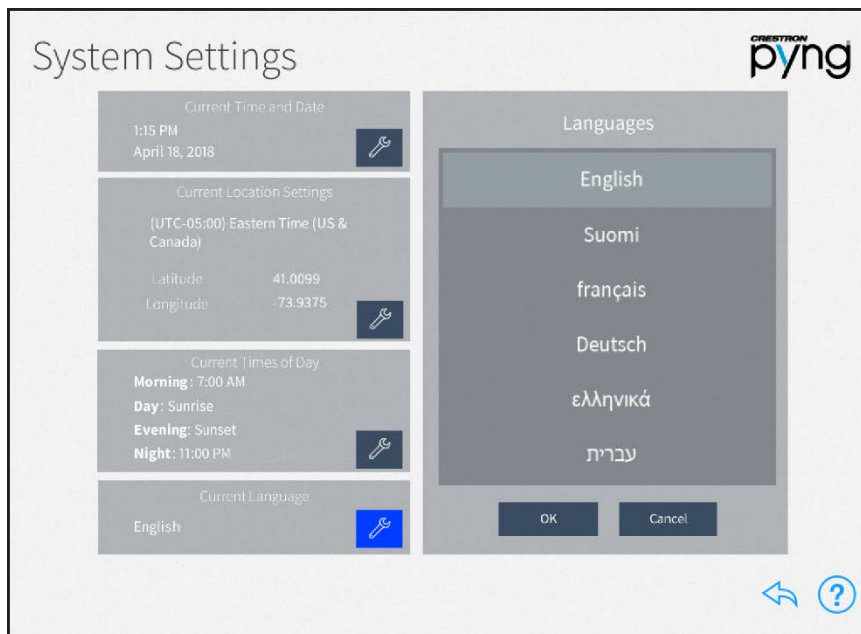 System Settings
CRESTRON
pyng
Current Time and Date
1:15 PM
April 18, 2018
Current Location Settings
(UTC-05:00) Eastern Time (US &
Canada)
Latitude 41.0099
Longitude -73.9375
Current Times of Day
Morning: 7:00 AM
Day: Sunrise
Evening: Sunset
Night: 11:00 PM
Current Language
English
Languages
English
Suomi
français
Deutsch
ελληνικά
עברית
OK Cancel
?